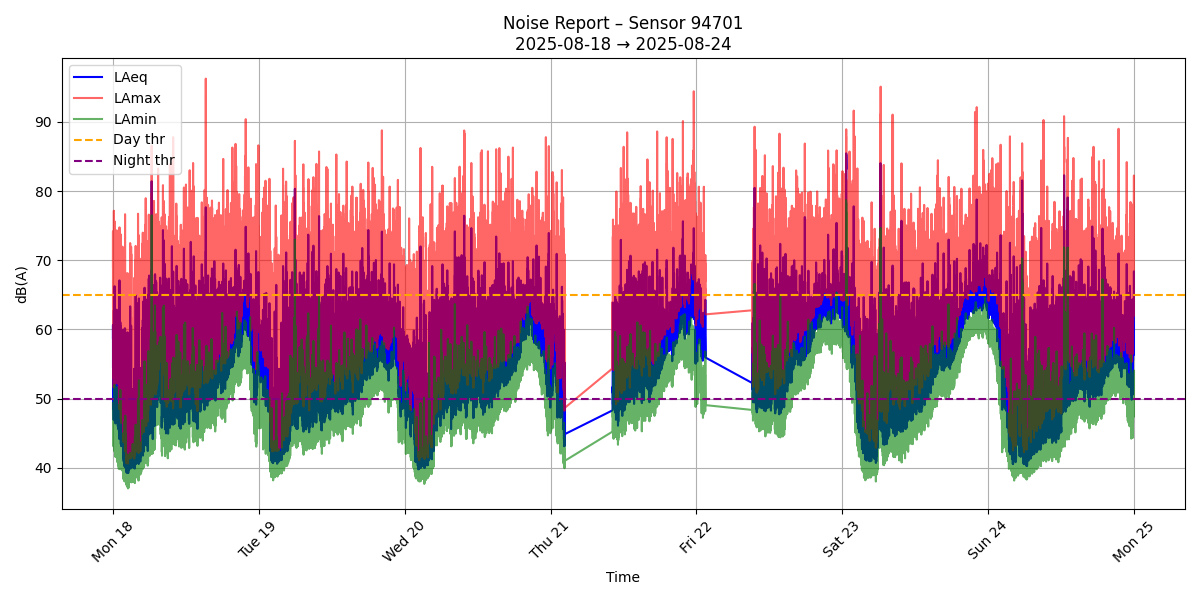 Noise Report – Sensor 94701
2025-08-18 → 2025-08-24
LAeq
LAmax
LAmin
Day thr
Night thr
dB(A)
90
80
70
60
50
40
Mon 18
Tue 19
Wed 20
Thu 21
Fri 22
Sat 23
Sun 24
Mon 25
Time